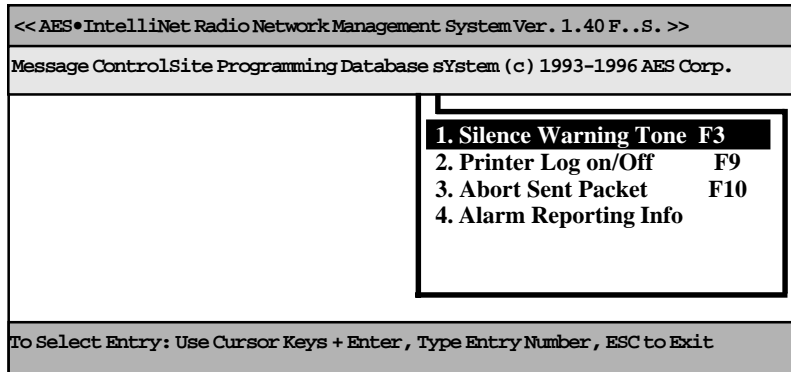 << AES•IntelliNet Radio Network Management System Ver. 1.40 F..S. >>
Message Control Site Programming Database sYstem (c) 1993-1996 AES Corp.
1. Silence Warning Tone F3
2. Printer Log on/Off F9
3. Abort Sent Packet F10
4. Alarm Reporting Info
To Select Entry: Use Cursor Keys + Enter, Type Entry Number, ESC to Exit